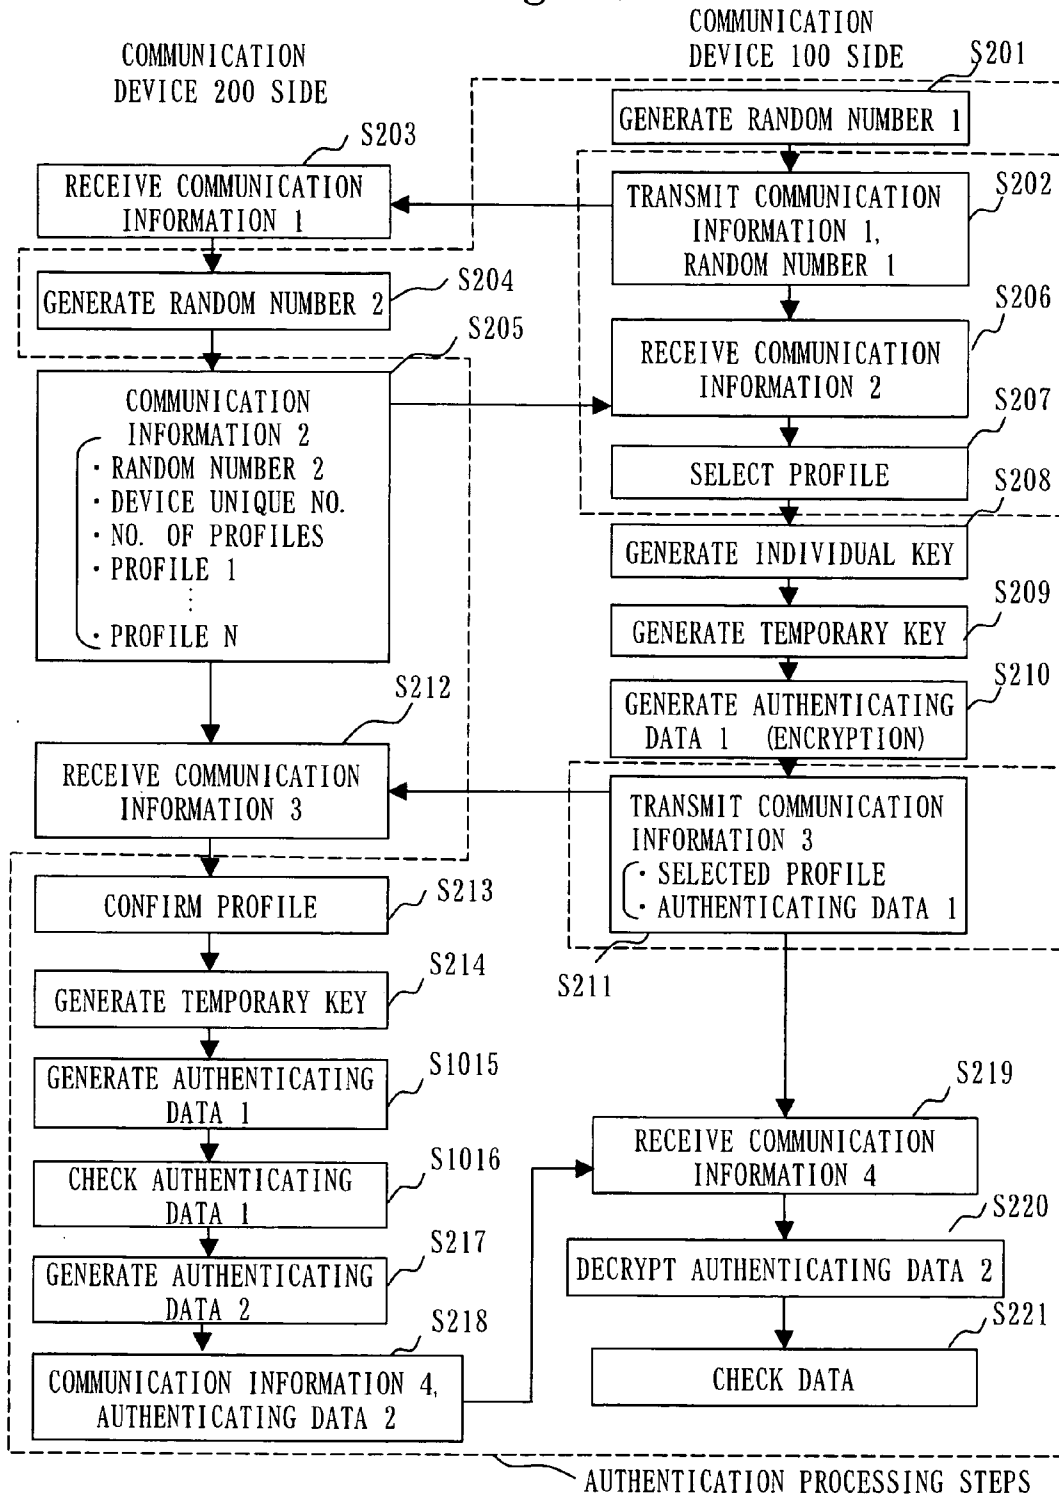 COMMUNICATION
DEVICE 200 SIDE
COMMUNICATION
DEVICE 100 SIDE
S201
GENERATE RANDOM NUMBER 1
S203
RECEIVE COMMUNICATION
INFORMATION 1
S202
TRANSMIT COMMUNICATION
INFORMATION 1,
RANDOM NUMBER 1
S204
GENERATE RANDOM NUMBER 2
S206
RECEIVE COMMUNICATION
INFORMATION 2
S205
COMMUNICATION
INFORMATION 2
· RANDOM NUMBER 2
· DEVICE UNIQUE NO.
· NO. OF PROFILES
· PROFILE 1
⋮
· PROFILE N
S207
SELECT PROFILE
S208
GENERATE INDIVIDUAL KEY
S209
GENERATE TEMPORARY KEY
S210
GENERATE AUTHENTICATING
DATA 1 (ENCRYPTION)
S212
RECEIVE COMMUNICATION
INFORMATION 3
TRANSMIT COMMUNICATION
INFORMATION 3
· SELECTED PROFILE
· AUTHENTICATING DATA 1
S211
S213
CONFIRM PROFILE
S214
GENERATE TEMPORARY KEY
S1015
GENERATE AUTHENTICATING
DATA 1
S1016
CHECK AUTHENTICATING
DATA 1
S217
GENERATE AUTHENTICATING
DATA 2
S218
COMMUNICATION INFORMATION 4,
AUTHENTICATING DATA 2
S219
RECEIVE COMMUNICATION
INFORMATION 4
S220
DECRYPT AUTHENTICATING DATA 2
S221
CHECK DATA
AUTHENTICATION PROCESSING STEPS